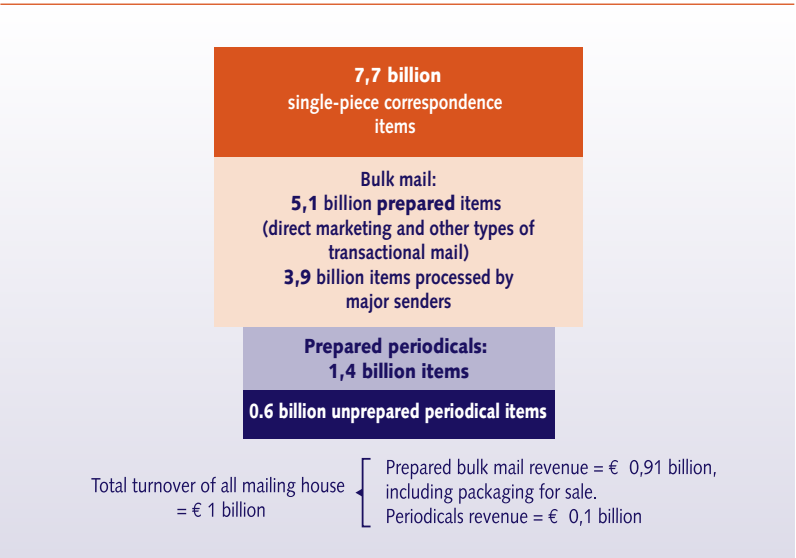 7,7 billion
single-piece correspondence
items
Bulk mail:
5,1 billion prepared items
(direct marketing and other types of
transactional mail)
3,9 billion items processed by
major senders
Prepared periodicals:
1,4 billion items
0.6 billion unprepared periodical items
Total turnover of all mailing house
= € 1 billion
Prepared bulk mail revenue = € 0,91 billion,
including packaging for sale.
Periodicals revenue = € 0,1 billion